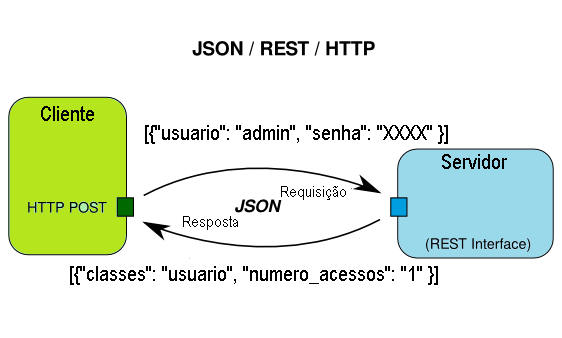 JSON / REST / HTTP
Cliente
[{"usuario": "admin", "senha": "XXXX" }]
Servidor
Requisição
HTTP POST
JSON
Resposta
(REST Interface)
[{"classes": "usuario", "numero_acessos": "1" }]